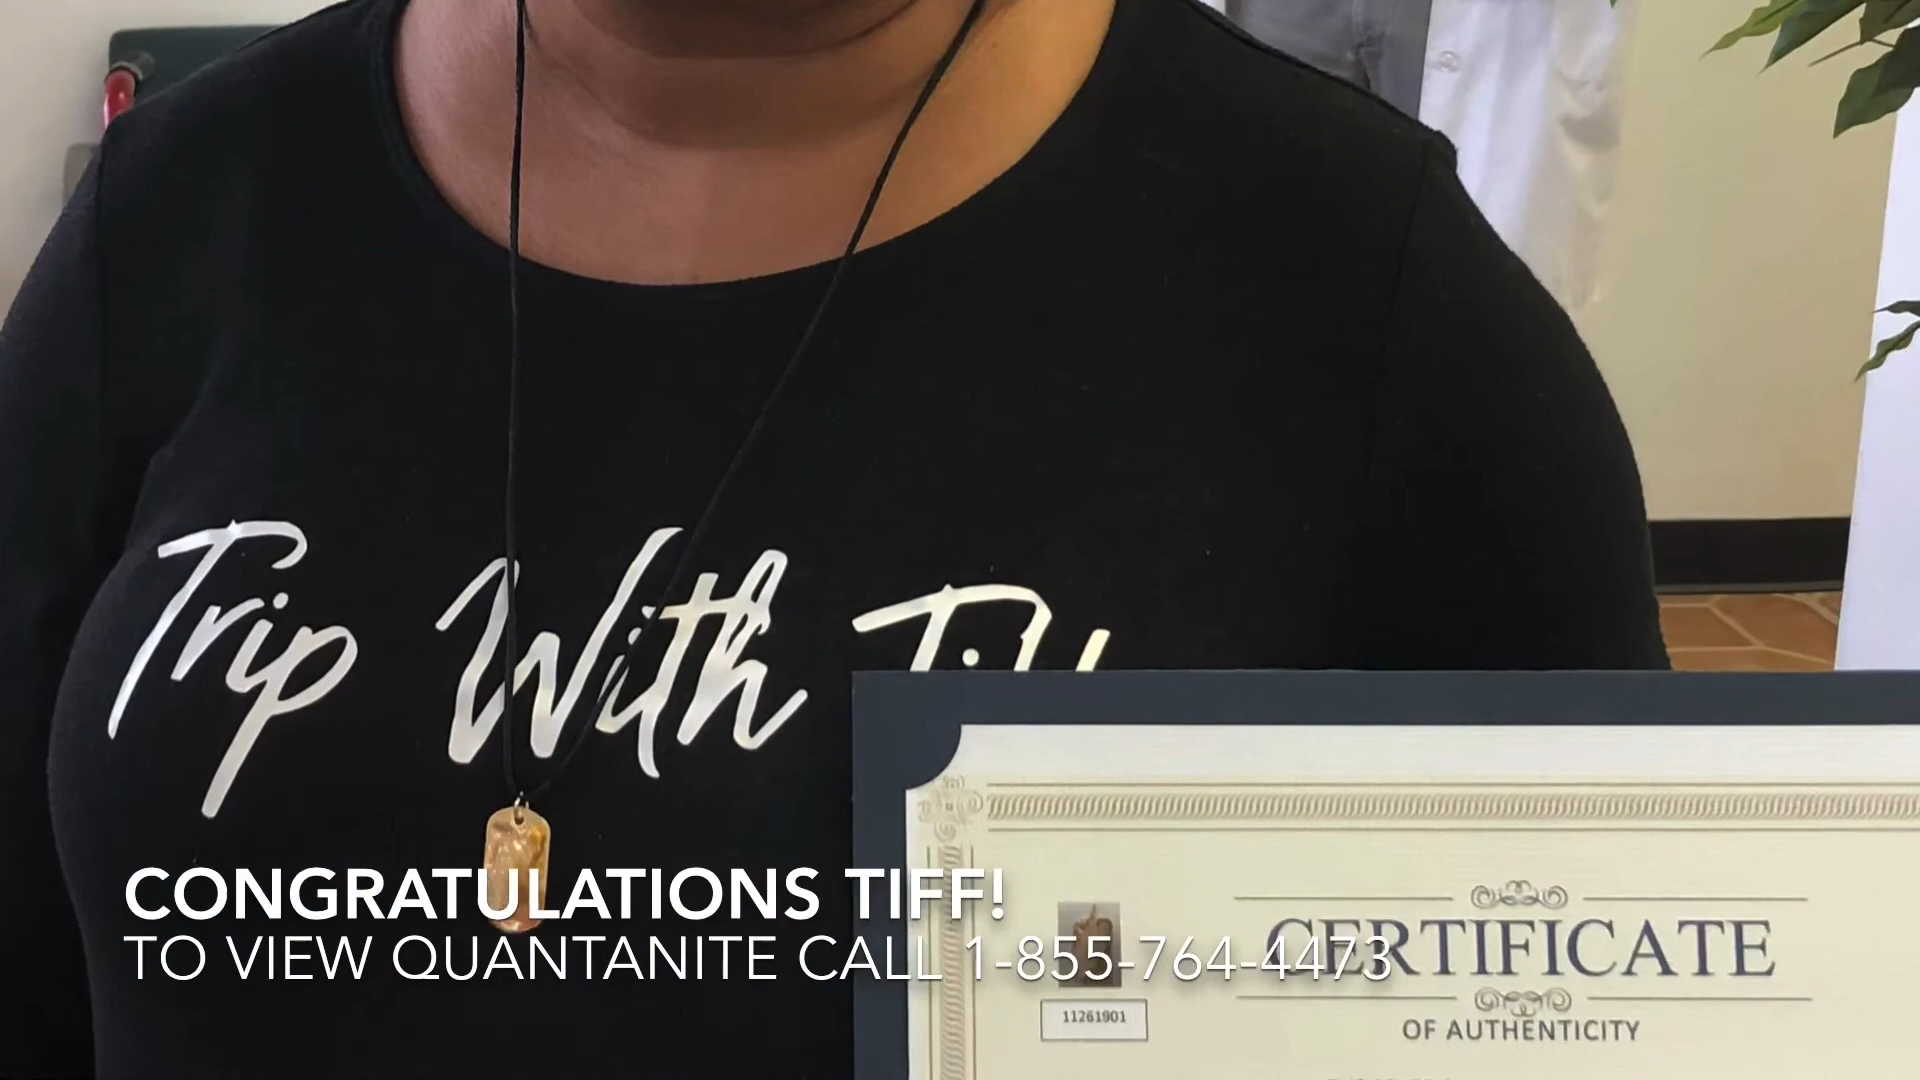 Trip With
CONGRATULATIONS TIFF!
TO VIEW QUANTANITE CALL 1-855-764-4473
CERTIFICATE
OF AUTHENTICITY
11261901